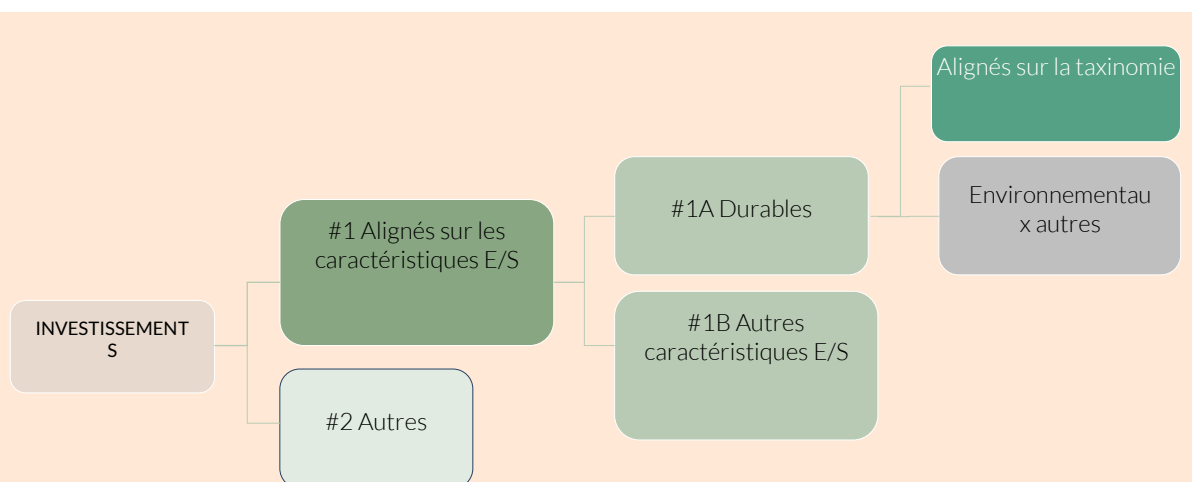 Alignés sur la taxinomie
Environnementau
x autres
#1A Durables
#1 Alignés sur les
caractéristiques E/S
#1B Autres
caractéristiques E/S
INVESTISSEMENT
S
#2 Autres